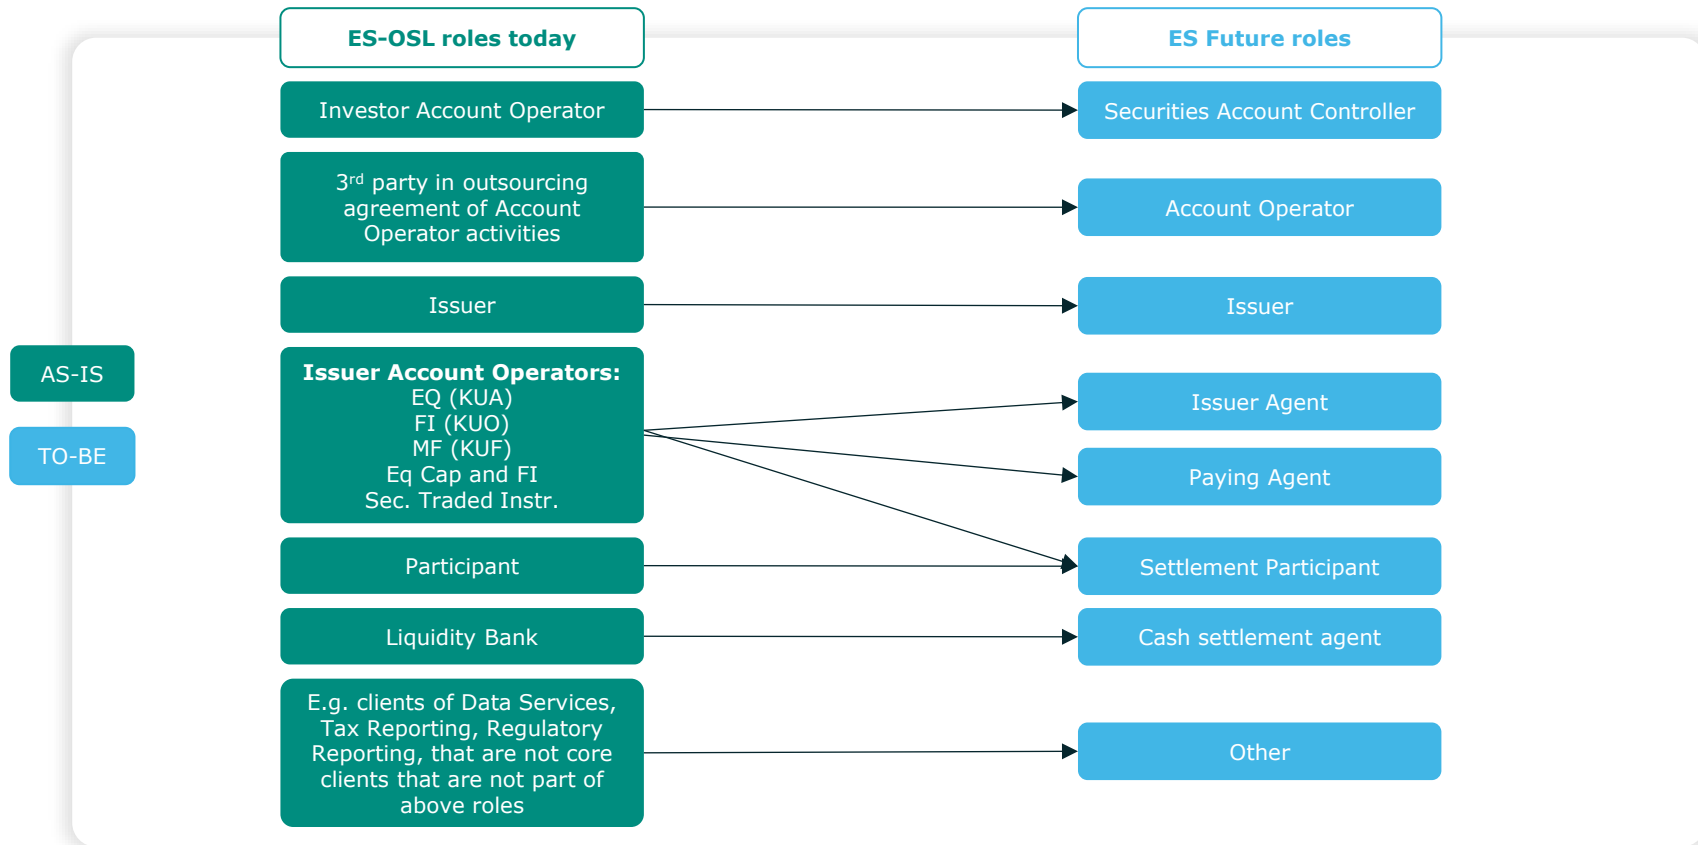 ES-OSL roles today
ES Future roles
Investor Account Operator
Securities Account Controller
3rd party in outsourcing
agreement of Account
Operator activities
Account Operator
Issuer
Issuer
AS-IS
TO-BE
Issuer Account Operators:
EQ (KUA)
FI (KUO)
MF (KUF)
Eq Cap and FI
Sec. Traded Instr.
Issuer Agent
Paying Agent
Participant
Settlement Participant
Liquidity Bank
Cash settlement agent
E.g. clients of Data Services,
Tax Reporting, Regulatory
Reporting, that are not core
clients that are not part of
above roles
Other